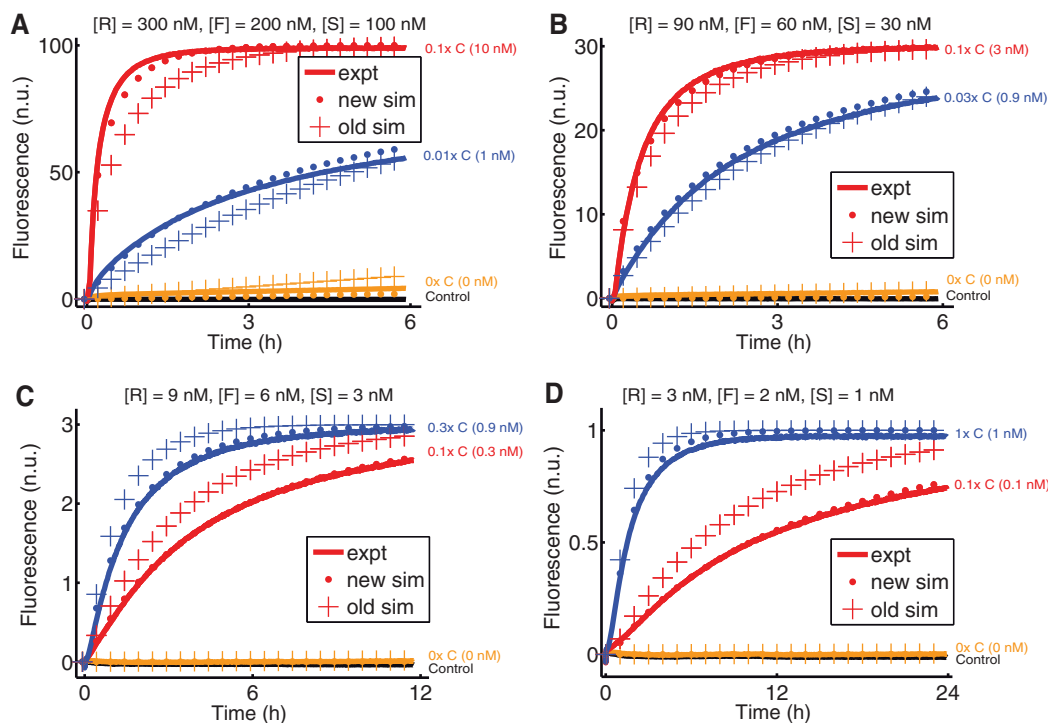 A
[R] = 300 nM, [F] = 200 nM, [S] = 100 nM
Fluorescence (n.u.)
100
50
0
0.1x C (10 nM)
expt
new sim
old sim
0.01x C (1 nM)
0x C (0 nM)
Control
0
3
6
Time (h)
B
[R] = 90 nM, [F] = 60 nM, [S] = 30 nM
Fluorescence (n.u.)
30
20
10
0
0.1x C (3 nM)
0.03x C (0.9 nM)
expt
new sim
old sim
0x C (0 nM)
Control
0
3
6
Time (h)
C
[R] = 9 nM, [F] = 6 nM, [S] = 3 nM
Fluorescence (n.u.)
3
2
1
0
0.3x C (0.9 nM)
0.1x C (0.3 nM)
expt
new sim
old sim
0x C (0 nM)
Control
0
6
12
Time (h)
D
[R] = 3 nM, [F] = 2 nM, [S] = 1 nM
Fluorescence (n.u.)
1
0.5
0
1x C (1 nM)
0.1x C (0.1 nM)
expt
new sim
old sim
0x C (0 nM)
Control
0
12
24
Time (h)